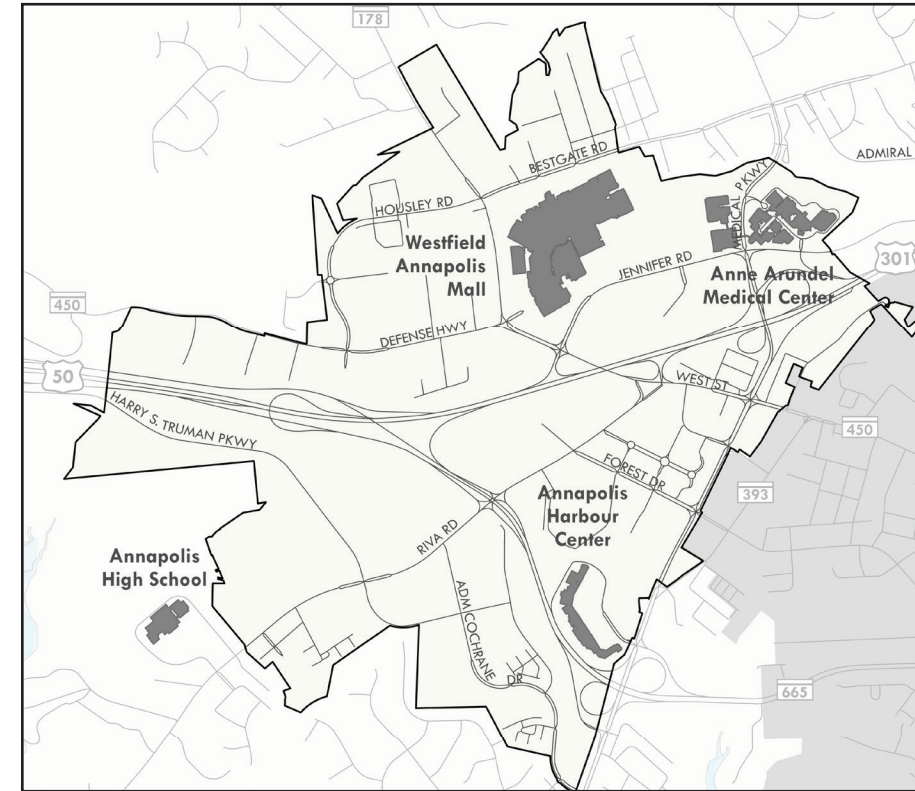 178
BESTGATE RD
ADMIRAL
MEDICAL PKWY
HOUSLEY RD
Westfield
Annapolis
Mall
JENNIFER RD
301
Anne Arundel
Medical Center
450
DEFENSE HWY
50
WEST ST
HARRY S. TRUMAN PKWY
450
FOREST DR
393
Annapolis
Harbour
Center
RIVA RD
Annapolis
High School
ADM COCHRANE
DR
665